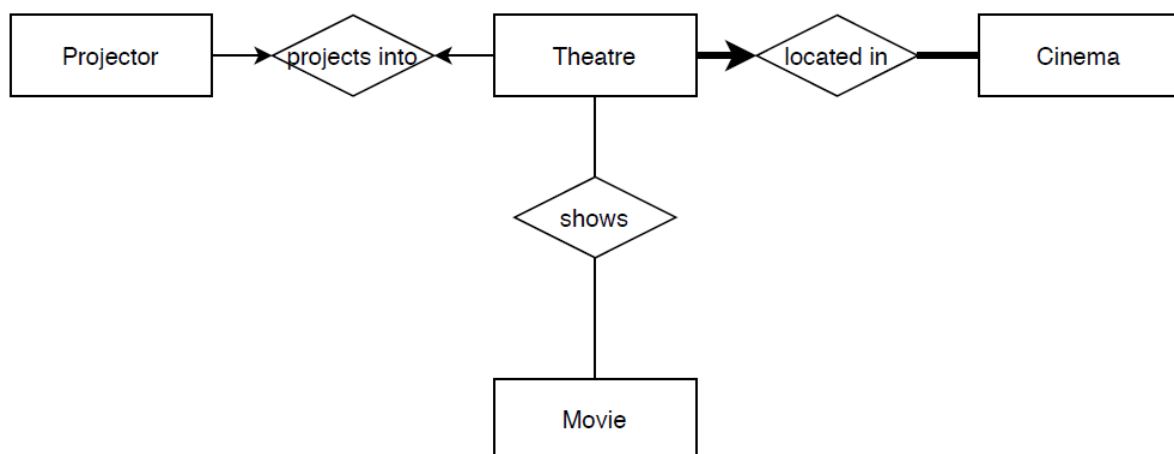 Projector
projects into
Theatre
located in
Cinema
shows
Movie